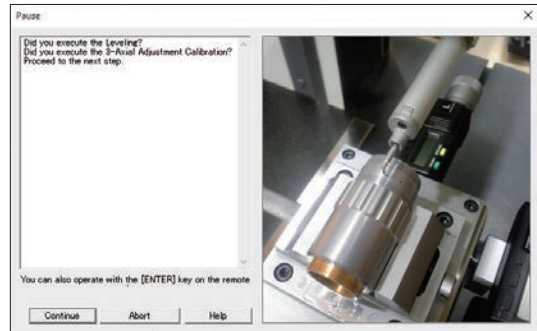 Pause
Did you execute the Leveling?
Did you execute the 3-Axial Adjustment Calibration?
Proceed to the next step.
You can also operate with the [ENTER] key on the remote
Continue Abort Help